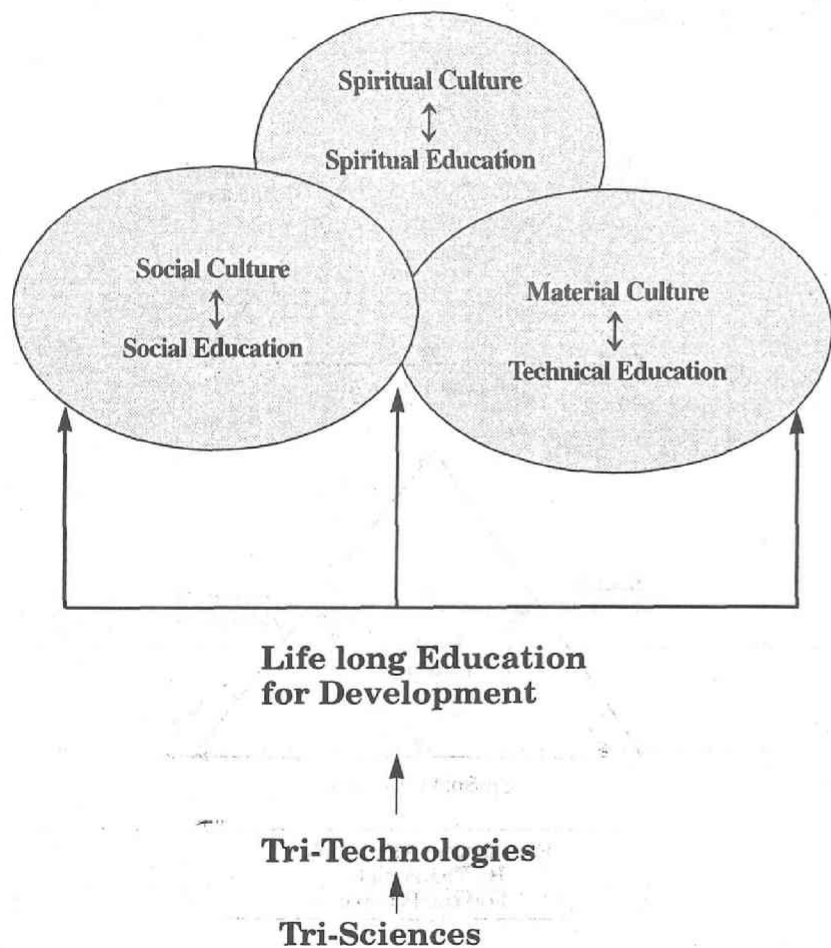 Spiritual Culture
Spiritual Education
Social Culture
Social Education
Material Culture
Technical Education
Life long Education
for Development
Tri-Technologies
Tri-Sciences